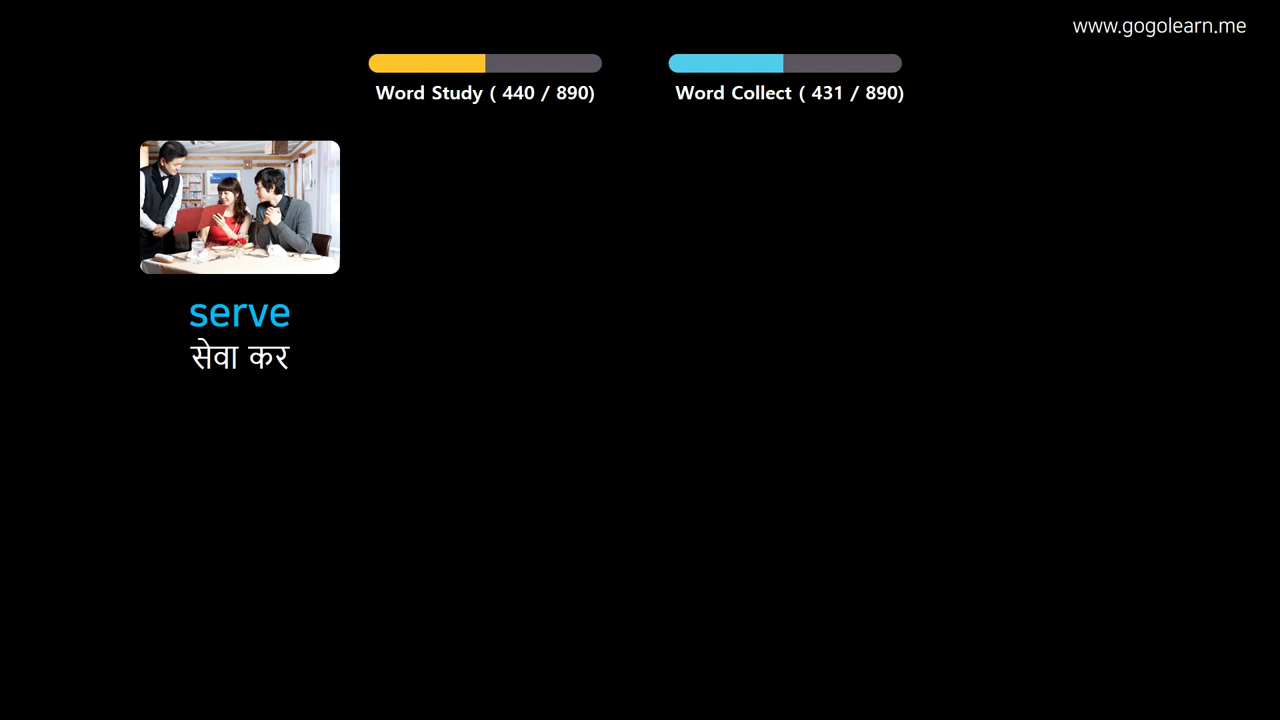 www.gogolearn.me
Word Study ( 440 / 890)
Word Collect ( 431 / 890)
serve
सेवा कर